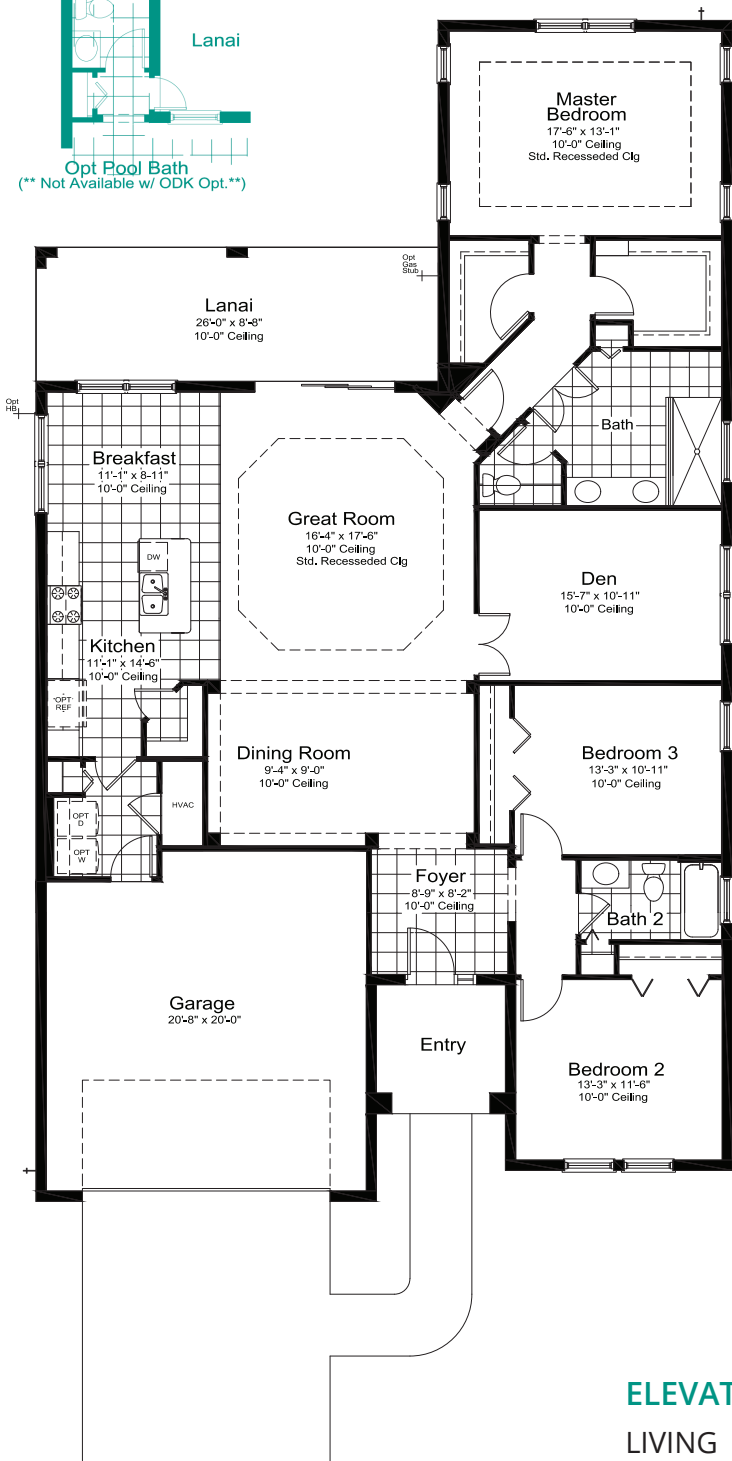 Lanai
Opt Pool Bath
(** Not Available w/ ODK Opt.**)
Master
Bedroom
17'-6" x 13'-1"
10'-0" Ceiling
Std. Recesseded Clg
Opt
Gas
Stub
Lanai
26'-0" x 8'-8"
10'-0" Ceiling
Opt
HB
Breakfast
11'-1" x 8'-11"
10'-0" Ceiling
Bath
Great Room
16'-4" x 17'-6"
10'-0" Ceiling
Std. Recesseded Clg
DW
Den
15'-7" x 10'-11"
10'-0" Ceiling
Kitchen
11'-1" x 14'-6"
10'-0" Ceiling
OPT
REF
Dining Room
9'-4" x 9'-0"
10'-0" Ceiling
Bedroom 3
13'-3" x 10'-11"
10'-0" Ceiling
HVAC
OPT
D
OPT
W
Foyer
8'-9" x 8'-2"
10'-0" Ceiling
Bath 2
Garage
20'-8" x 20'-0"
Entry
Bedroom 2
13'-3" x 11'-6"
10'-0" Ceiling
ELEVAT
LIVING